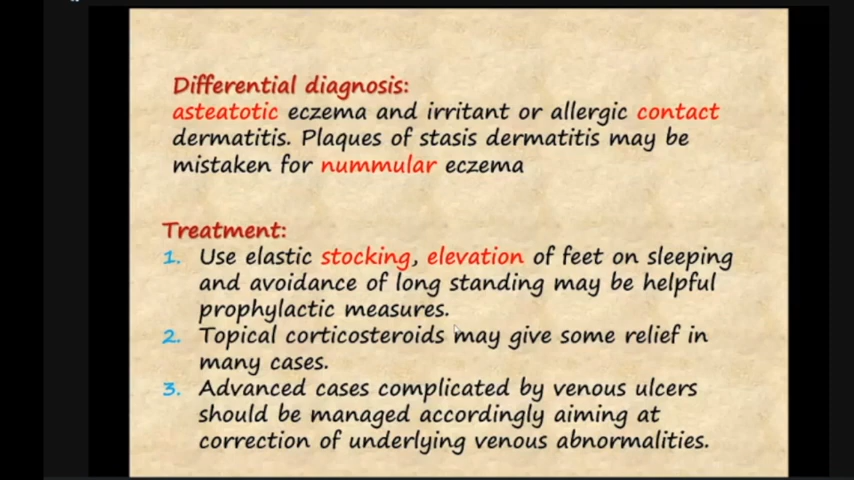 Differential diagnosis:
asteatotic eczema and irritant or allergic contact
dermatitis. Plaques of stasis dermatitis may be
mistaken for nummular eczema
Treatment:
1. Use elastic stocking, elevation of feet on sleeping
and avoidance of long standing may be helpful
prophylactic measures.
2. Topical corticosteroids may give some relief in
many cases.
3. Advanced cases complicated by venous ulcers
should be managed accordingly aiming at
correction of underlying venous abnormalities.